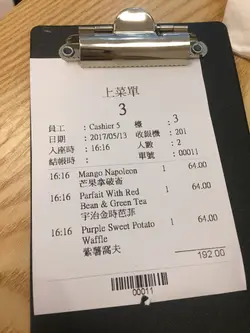 上菜單
3
員工 : Cashier 5 檯 : 3
日期 : 2017/05/13 收銀機 : 201
入座時 : 16:16 人數 : 2
結帳時 : 單號 : 00011
16:16 Mango Napoleon 1 64.00
芒果拿破崙
16:16 Parfait With Red 1 64.00
Bean & Green Tea
宇治金時芭菲
16:16 Purple Sweet Potato 1 64.00
Waffle
紫薯窩夫
192.00
00011